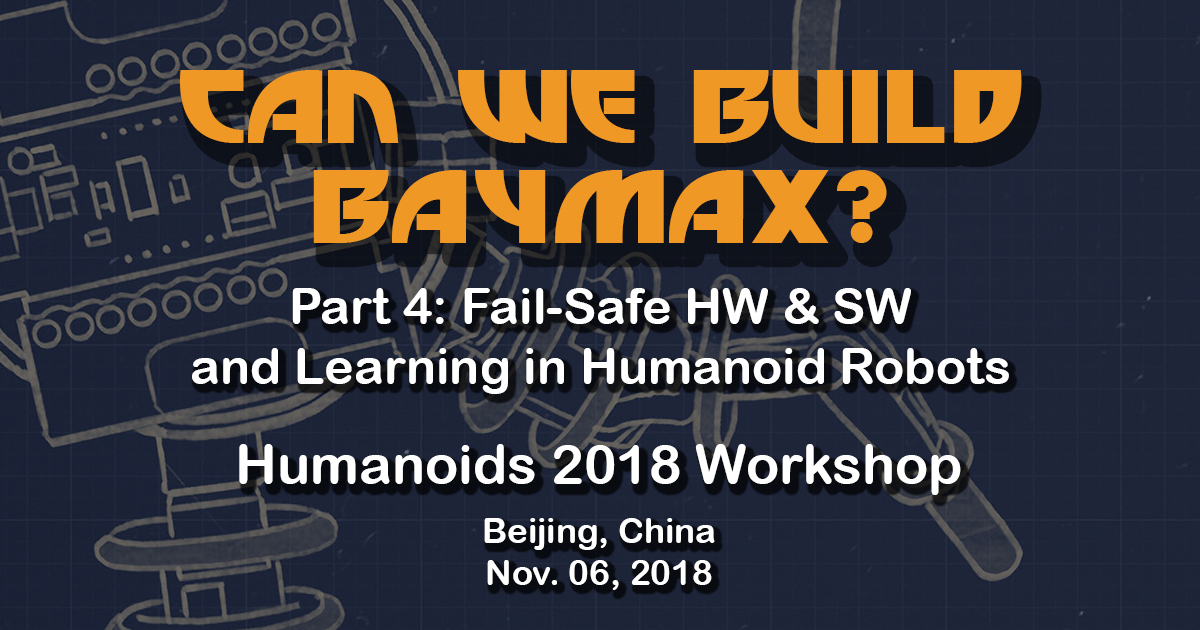 CAN WE BUILD
BAYMAX?
Part 4: Fail-Safe HW & SW
and Learning in Humanoid Robots
Humanoids 2018 Workshop
Beijing, China
Nov. 06, 2018